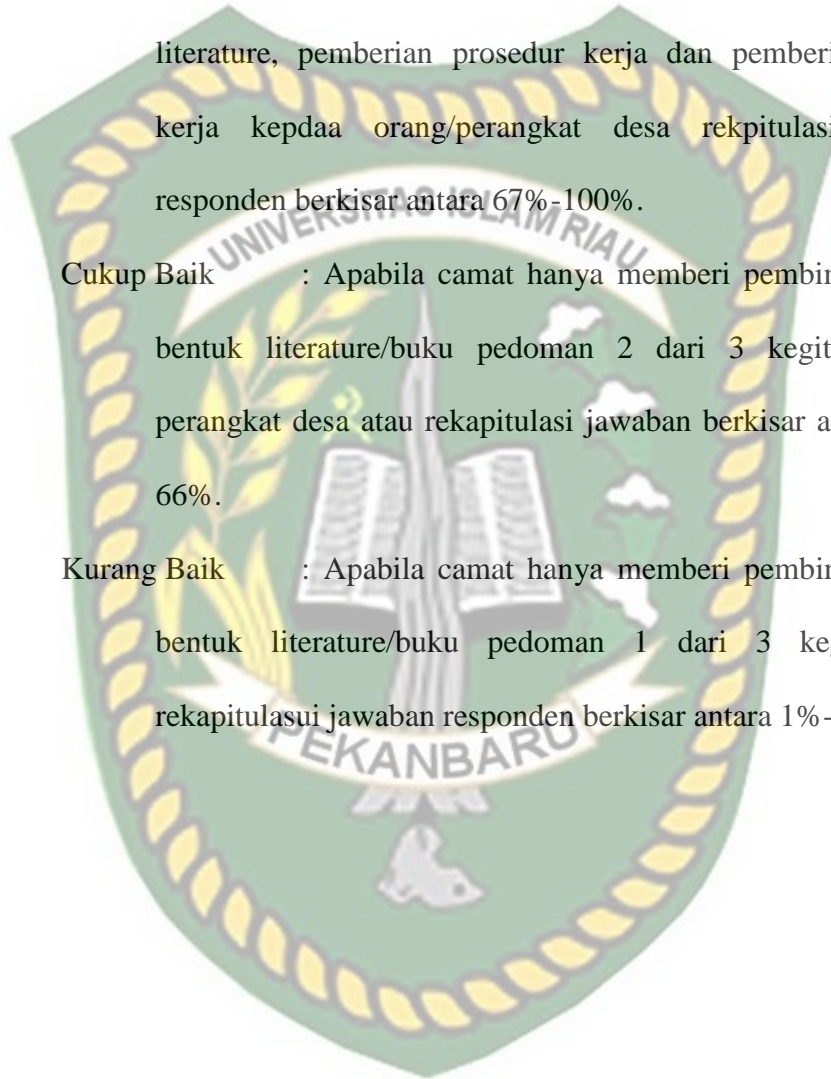 literature, pemberian prosedur kerja dan pemberi
kerja kepdaa orang/perangkat desa rekpitulasi
responden berkisar antara 67%-100%.
UNIVERSITAS ISLAM RIAU
Cukup Baik : Apabila camat hanya memberi pembin
bentuk literature/buku pedoman 2 dari 3 kegit
perangkat desa atau rekapitulasi jawaban berkisar a
66%.
Kurang Baik : Apabila camat hanya memberi pembin
bentuk literature/buku pedoman 1 dari 3 keg
rekapitulasui jawaban responden berkisar antara 1%-
PEKANBARU